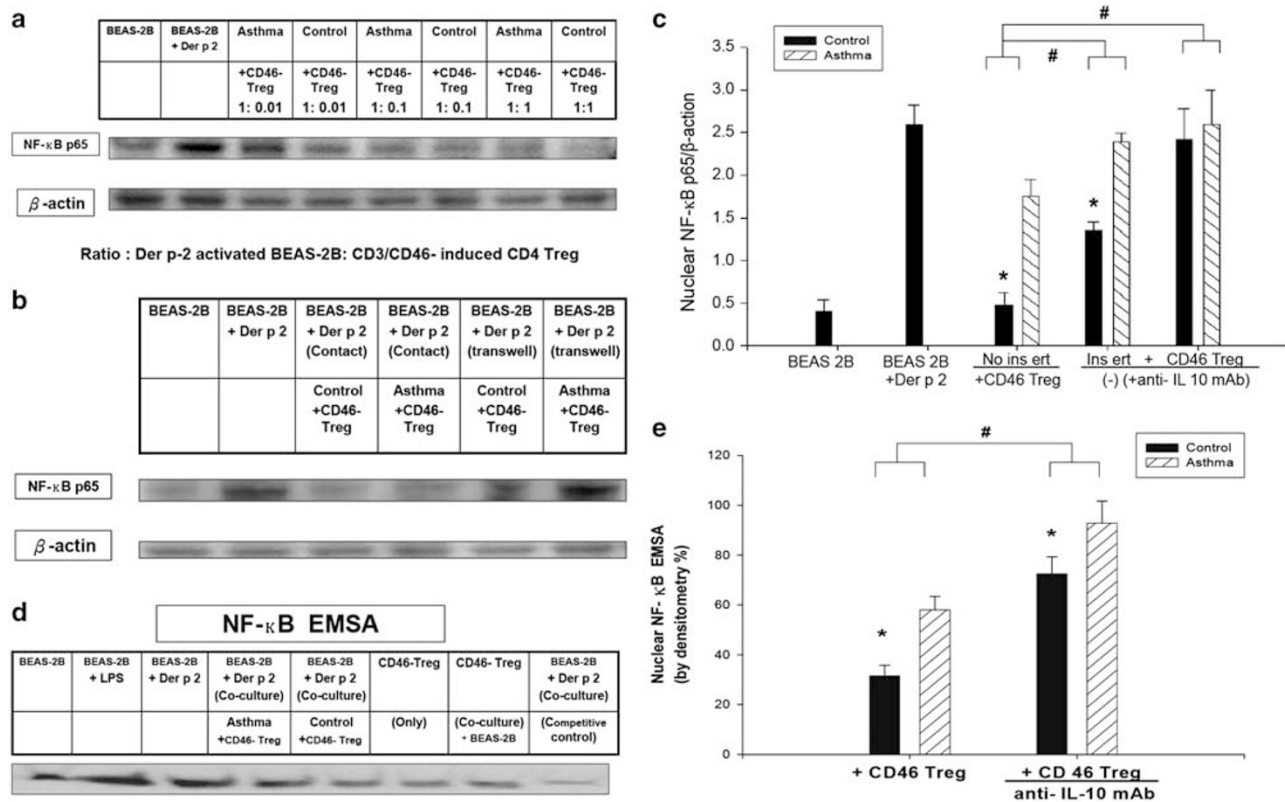 a
BEAS-2B BEAS-2B Asthma Control Asthma Control Asthma Control
+ Der p 2
+CD46- +CD46- +CD46- +CD46- +CD46- +CD46-
Treg Treg Treg Treg Treg Treg
1: 0.01 1: 0.01 1: 0.1 1: 0.1 1: 1 1:1
NF-κB p65
β-actin
Ratio : Der p-2 activated BEAS-2B: CD3/CD46- induced CD4 Treg
b
BEAS-2B BEAS-2B BEAS-2B BEAS-2B BEAS-2B BEAS-2B
+ Der p 2 + Der p 2 + Der p 2 + Der p 2 + Der p 2
(Contact) (Contact) (transwell) (transwell)
Control Asthma Control Asthma
+CD46- +CD46- +CD46- +CD46-
Treg Treg Treg Treg
NF-κB p65
β-actin
d
NF-κB EMSA
BEAS-2B BEAS-2B BEAS-2B BEAS-2B BEAS-2B CD46-Treg CD46- Treg BEAS-2B
+ LPS + Der p 2 + Der p 2 + Der p 2 + Der p 2
(Co-culture) (Co-culture) (Co-culture)
Asthma Control (Only) (Co-culture) (Competitive
+CD46- Treg +CD46- Treg + BEAS-2B control)
c
#
Control
Asthma
#
3.5
3.0
2.5
2.0
1.5
1.0
0.5
0.0
Nuclear NF-κB p65/β-action
*
*
BEAS 2B BEAS 2B No ins ert Ins ert + CD46 Treg
+Der p 2 +CD46 Treg (-) (+anti- IL 10 mAb)
e
#
Control
Asthma
120
100
80
60
40
20
0
Nuclear NF- κB EMSA
(by densitometry %)
*
*
+ CD46 Treg + CD 46 Treg
anti- IL-10 mAb